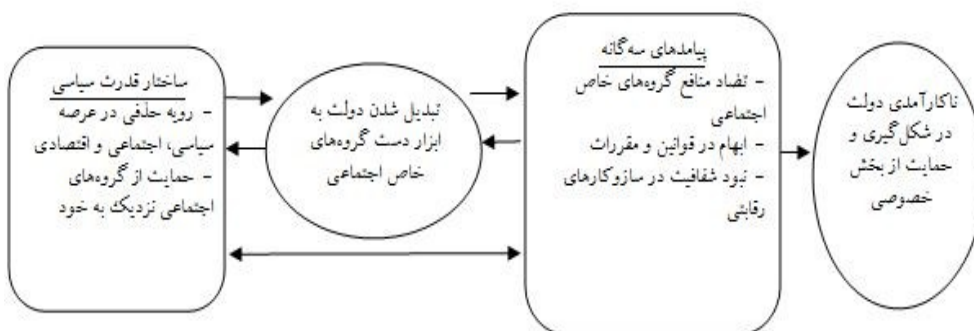 ساختار قدرت سیاسی
- رویه حذفی در عرصه
سیاسی، اجتماعی و اقتصادی
- حمایت از گروه‌های
اجتماعی نزدیک به خود
تبدیل شدن دولت به
ابزار دست گروه‌های
خاص اجتماعی
پیامدهای سه‌گانه
- تضاد منافع گروه‌های خاص
اجتماعی
- ابهام در قوانین و مقررات
- نبود شفافیت در سازوکارهای
رقابتی
ناکارآمدی دولت
در شکل‌گیری و
حمایت از بخش
خصوصی